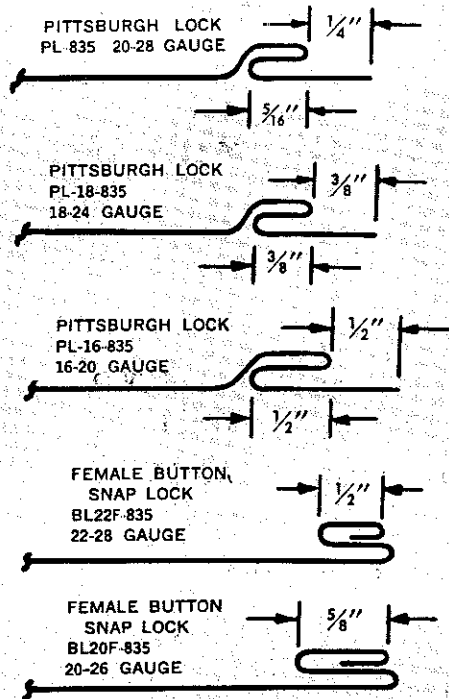 PITTSBURGH LOCK
PL-835 20-28 GAUGE
1/4"
5/16"
PITTSBURGH LOCK
PL-18-835
18-24 GAUGE
3/8"
3/8"
PITTSBURGH LOCK
PL-16-835
16-20 GAUGE
1/2"
1/2"
FEMALE BUTTON
SNAP LOCK
BL22F-835
22-28 GAUGE
1/2"
FEMALE BUTTON
SNAP LOCK
BL20F-835
20-26 GAUGE
5/8"